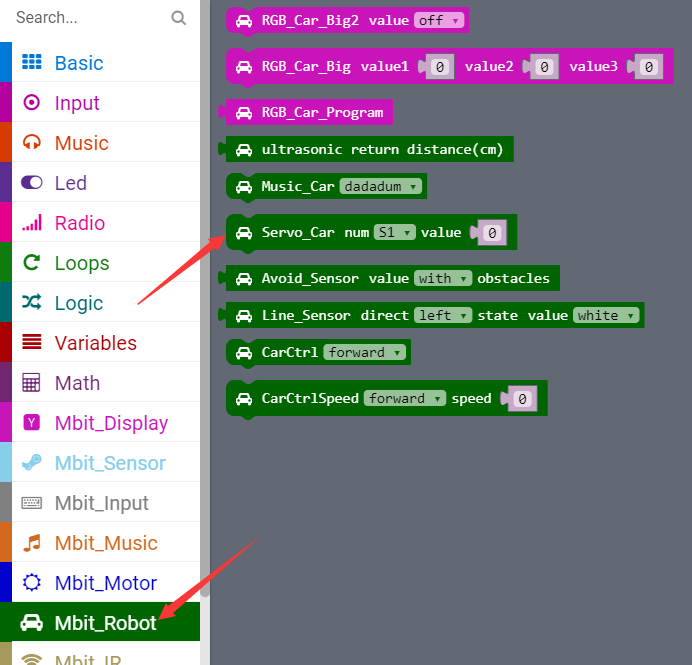 Search...
Basic
Input
Music
Led
Radio
Loops
Logic
Variables
Math
Mbit_Display
Mbit_Sensor
Mbit_Input
Mbit_Music
Mbit_Motor
Mbit_Robot
Mbit_IR
RGB_Car_Big2 value off
RGB_Car_Big value1 0 value2 0 value3 0
RGB_Car_Program
ultrasonic return distance(cm)
Music_Car dadadum
Servo_Car num S1 value 0
Avoid_Sensor value with obstacles
Line_Sensor direct left state value white
CarCtrl forward
CarCtrlSpeed forward speed 0